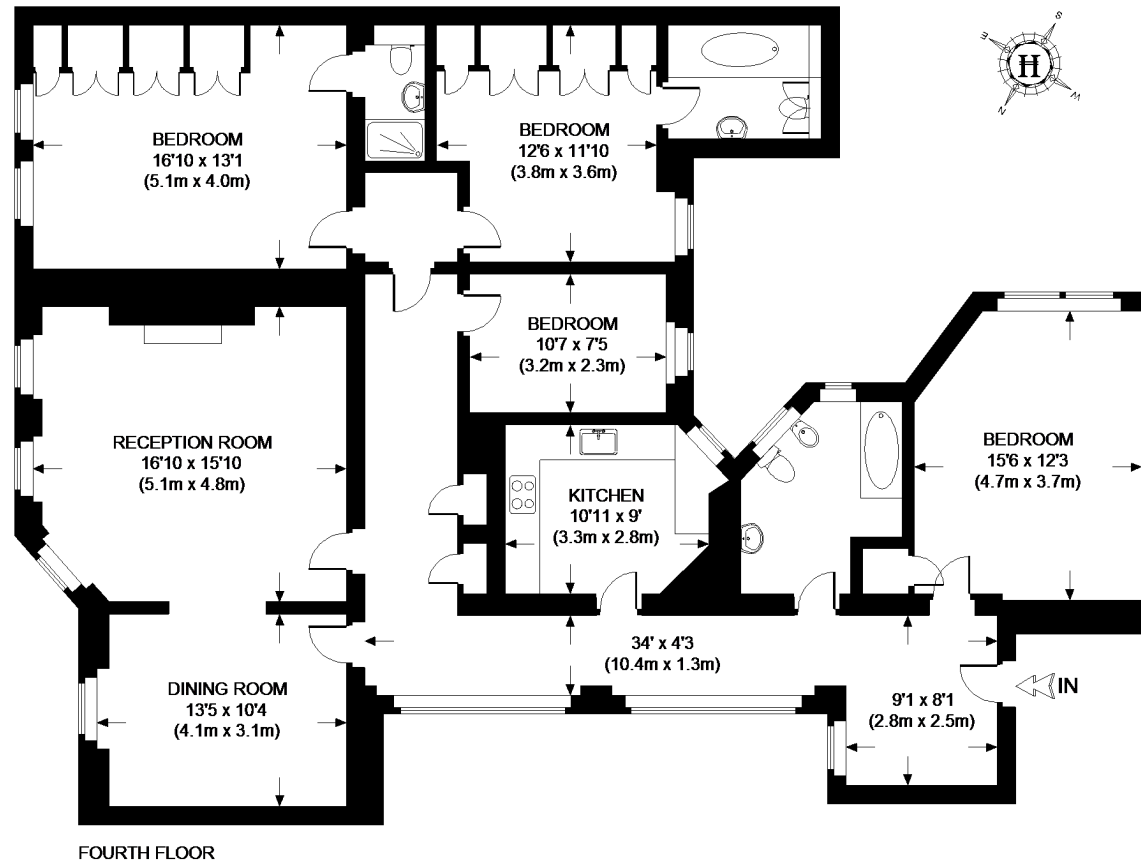 S
E
H
W
N
BEDROOM
16'10 x 13'1
(5.1m x 4.0m)
BEDROOM
12'6 x 11'10
(3.8m x 3.6m)
BEDROOM
10'7 x 7'5
(3.2m x 2.3m)
RECEPTION ROOM
16'10 x 15'10
(5.1m x 4.8m)
KITCHEN
10'11 x 9'
(3.3m x 2.8m)
BEDROOM
15'6 x 12'3
(4.7m x 3.7m)
34' x 4'3
(10.4m x 1.3m)
DINING ROOM
13'5 x 10'4
(4.1m x 3.1m)
9'1 x 8'1
(2.8m x 2.5m)
IN
FOURTH FLOOR